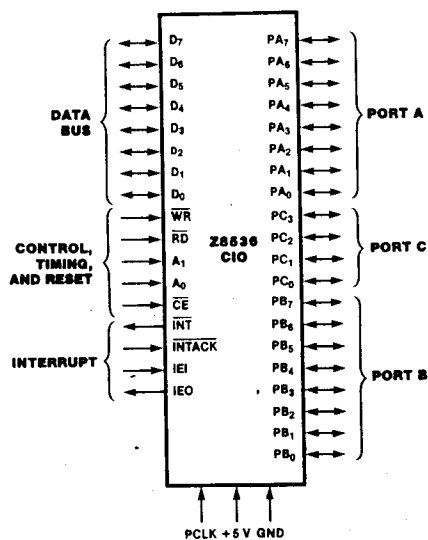 DATA
BUS
CONTROL,
TIMING,
AND RESET
INTERRUPT
D7
D6
D5
D4
D3
D2
D1
D0
WR
RD
A1
A0
CE
INT
INTACK
IEI
IEO
Z8536
CIO
PA7
PA6
PA5
PA4
PA3
PA2
PA1
PA0
PC3
PC2
PC1
PC0
PB7
PB6
PB5
PB4
PB3
PB2
PB1
PB0
PORT A
PORT C
PORT B
PCLK +5 V GND